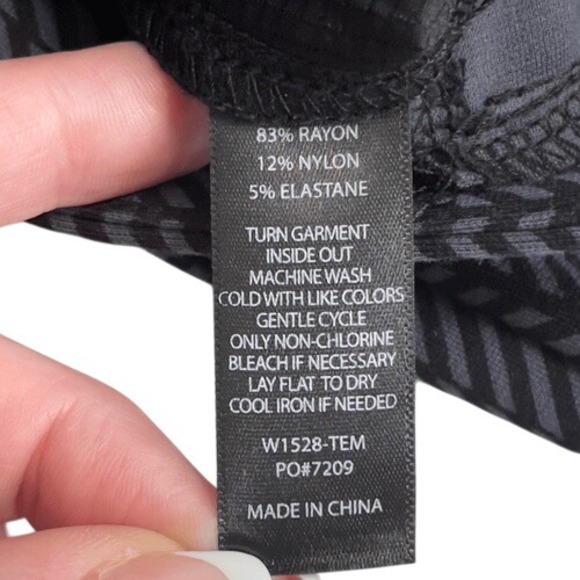 83% RAYON
12% NYLON
5% ELASTANE
TURN GARMENT
INSIDE OUT
MACHINE WASH
COLD WITH LIKE COLORS
GENTLE CYCLE
ONLY NON-CHLORINE
BLEACH IF NECESSARY
LAY FLAT TO DRY
COOL IRON IF NEEDED
W1528-TEM
PO#7209
MADE IN CHINA